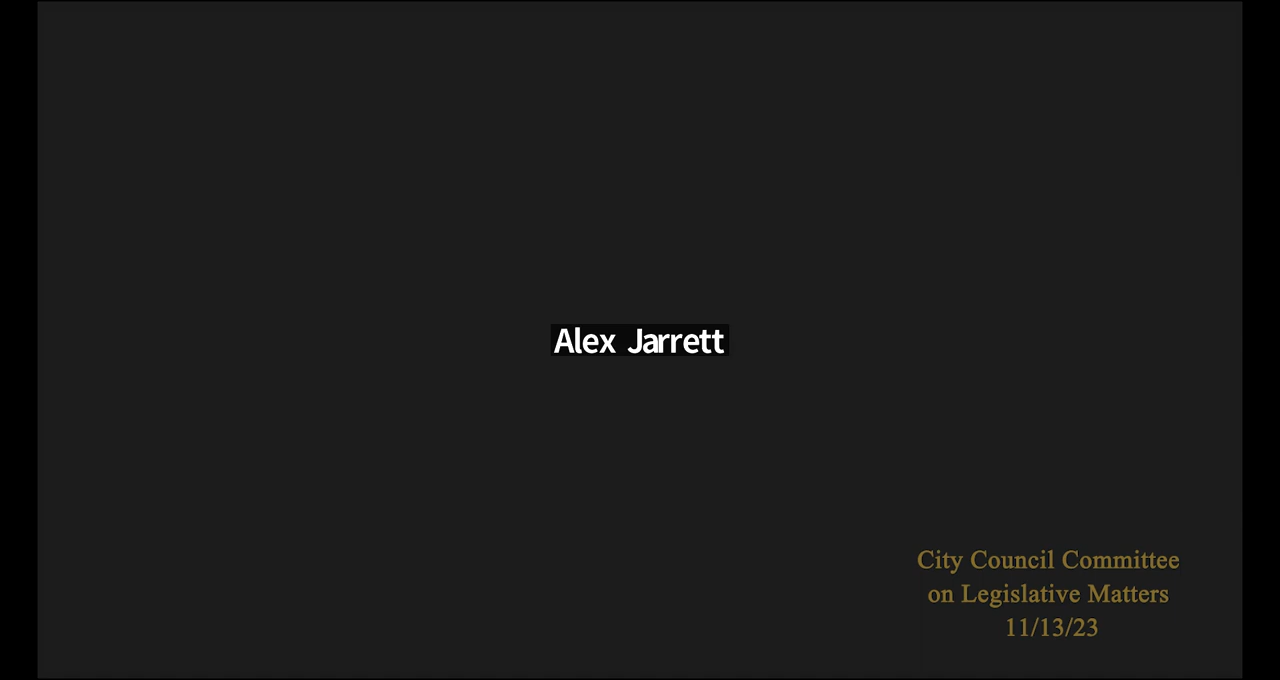 Alex Jarrett
City Council Committee
on Legislative Matters
11/13/23